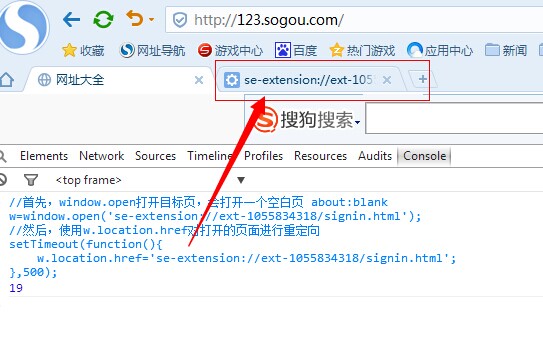 http://123.sogou.com/
收藏 网址导航 游戏中心 百度 热门游戏 应用中心 新闻
网址大全 se-extension://ext-1055
搜狗搜索
Elements Network Sources Timeline Profiles Resources Audits Console
<top frame>
//首先，window.open打开目标页，会打开一个空白页 about:blank
w=window.open('se-extension://ext-1055834318/signin.html');
//然后，使用w.location.href对打开的页面进行重定向
setTimeout(function(){
w.location.href='se-extension://ext-1055834318/signin.html';
},500);
19